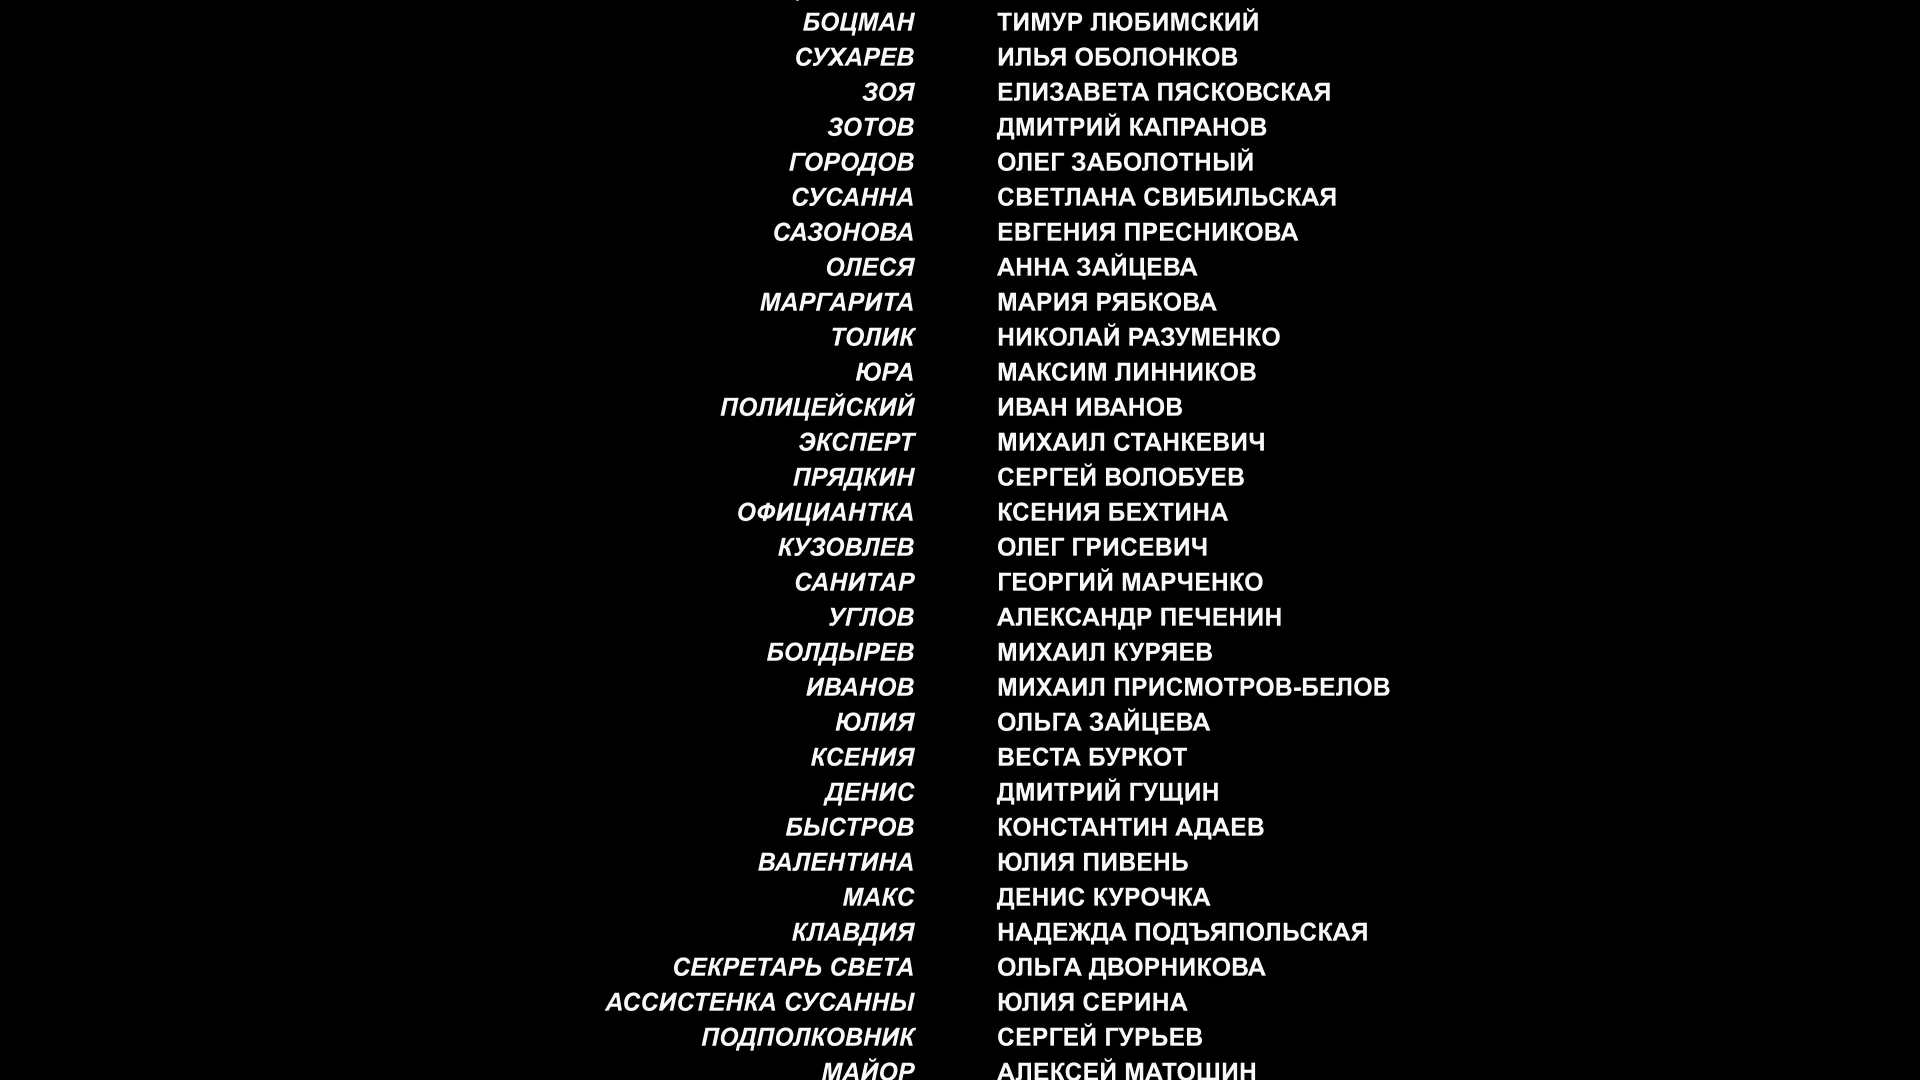 БОЦМАН ТИМУР ЛЮБИМСКИЙ
СУХАРЕВ ИЛЬЯ ОБОЛОНКОВ
ЗОЯ ЕЛИЗАВЕТА ПЯСКОВСКАЯ
ЗОТОВ ДМИТРИЙ КАПРАНОВ
ГОРОДОВ ОЛЕГ ЗАБОЛОТНЫЙ
СУСАННА СВЕТЛАНА СВИБИЛЬСКАЯ
САЗОНОВА ЕВГЕНИЯ ПРЕСНИКОВА
ОЛЕСЯ АННА ЗАЙЦЕВА
МАРГАРИТА МАРИЯ РЯБКОВА
ТОЛИК НИКОЛАЙ РАЗУМЕНКО
ЮРА МАКСИМ ЛИННИКОВ
ПОЛИЦЕЙСКИЙ ИВАН ИВАНОВ
ЭКСПЕРТ МИХАИЛ СТАНКЕВИЧ
ПРЯДКИН СЕРГЕЙ ВОЛОБУЕВ
ОФИЦИАНТКА КСЕНИЯ БЕХТИНА
КУЗОВЛЕВ ОЛЕГ ГРИСЕВИЧ
САНИТАР ГЕОРГИЙ МАРЧЕНКО
УГЛОВ АЛЕКСАНДР ПЕЧЕНИН
БОЛДЫРЕВ МИХАИЛ КУРЯЕВ
ИВАНОВ МИХАИЛ ПРИСМОТРОВ-БЕЛОВ
ЮЛИЯ ОЛЬГА ЗАЙЦЕВА
КСЕНИЯ ВЕСТА БУРКОТ
ДЕНИС ДМИТРИЙ ГУЩИН
БЫСТРОВ КОНСТАНТИН АДАЕВ
ВАЛЕНТИНА ЮЛИЯ ПИВЕНЬ
МАКС ДЕНИС КУРОЧКА
КЛАВДИЯ НАДЕЖДА ПОДЪЯПОЛЬСКАЯ
СЕКРЕТАРЬ СВЕТА ОЛЬГА ДВОРНИКОВА
АССИСТЕНКА СУСАННЫ ЮЛИЯ СЕРИНА
ПОДПОЛКОВНИК СЕРГЕЙ ГУРЬЕВ
МАЙОР АЛЕКСЕЙ МАТОШИН